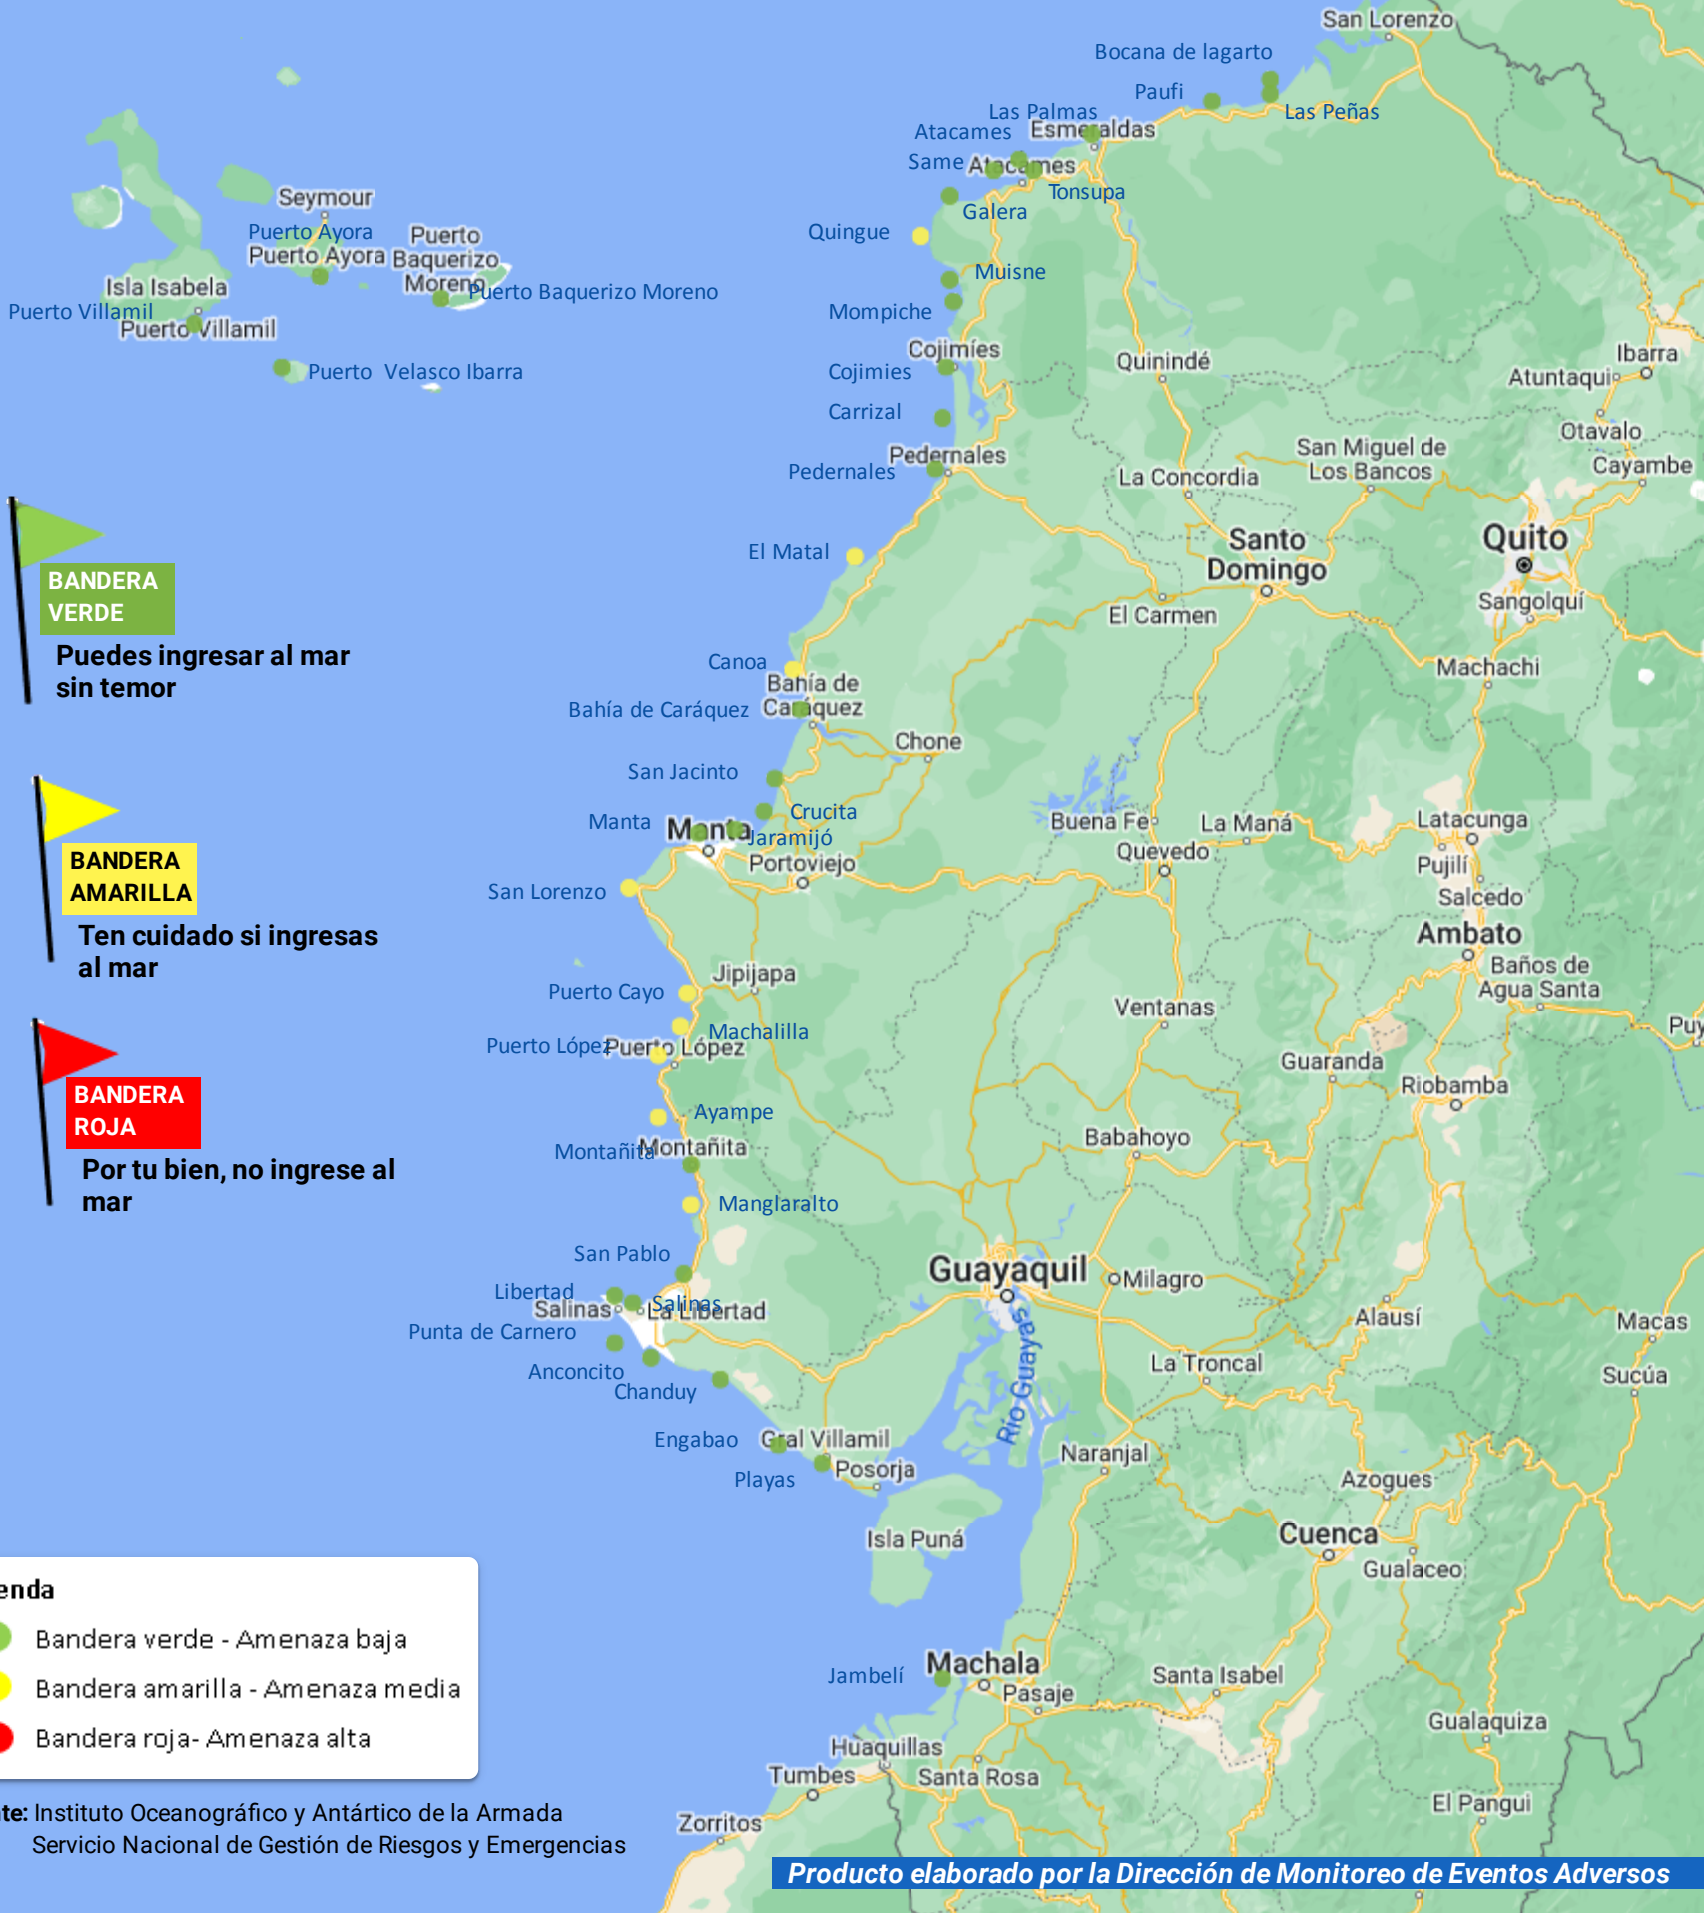 San Lorenzo
Bocana de lagarto
Paufi
Las Peñas
Las Palmas
Esmeraldas
Atacames
Same
Atacames
Tonsupa
Galera
Quingue
Muisne
Mompiche
Cojimíes
Cojimies
Carrizal
Pedernales
Pedernales
Seymour
Puerto Ayora
Puerto Ayora
Puerto
Baquerizo
Moreno
Puerto Baquerizo Moreno
Isla Isabela
Puerto Villamil
Puerto Villamil
Puerto Velasco Ibarra
Quinindé
Ibarra
Atuntaqui
Otavalo
San Miguel de
Los Bancos
Cayambe
La Concordia
Santo
Domingo
Quito
El Carmen
Sangolquí
Machachi
BANDERA
VERDE
Puedes ingresar al mar
sin temor
El Matal
Canoa
Bahía de
Caráquez
Bahía de Caráquez
Chone
San Jacinto
Crucita
Manta
Manta
Jaramijó
Portoviejo
San Lorenzo
Buena Fe
La Maná
Quevedo
Latacunga
Pujilí
Salcedo
Ambato
Baños de
Agua Santa
BANDERA
AMARILLA
Ten cuidado si ingresas
al mar
Jipijapa
Puerto Cayo
Machalilla
Puerto López
Puerto López
Ventanas
Puy
Guaranda
Riobamba
Ayampe
Montañita
Montañita
Babahoyo
BANDERA
ROJA
Por tu bien, no ingrese al
mar
Manglaralto
San Pablo
Libertad
Salinas
Salinas
La Libertad
Punta de Carnero
Anconcito
Chanduy
Guayaquil
Milagro
Río Guayas
Alausí
Macas
La Troncal
Sucúa
Engabao
Gral Villamil
Playas
Posorja
Naranjal
Azogues
Isla Puná
Cuenca
Gualaceo
enda
Bandera verde - Amenaza baja
Bandera amarilla - Amenaza media
Bandera roja- Amenaza alta
Jambelí
Machala
Pasaje
Santa Isabel
Gualaquiza
Huaquillas
Tumbes
Santa Rosa
El Pangui
Zorritos
te: Instituto Oceanográfico y Antártico de la Armada
Servicio Nacional de Gestión de Riesgos y Emergencias
Producto elaborado por la Dirección de Monitoreo de Eventos Adversos